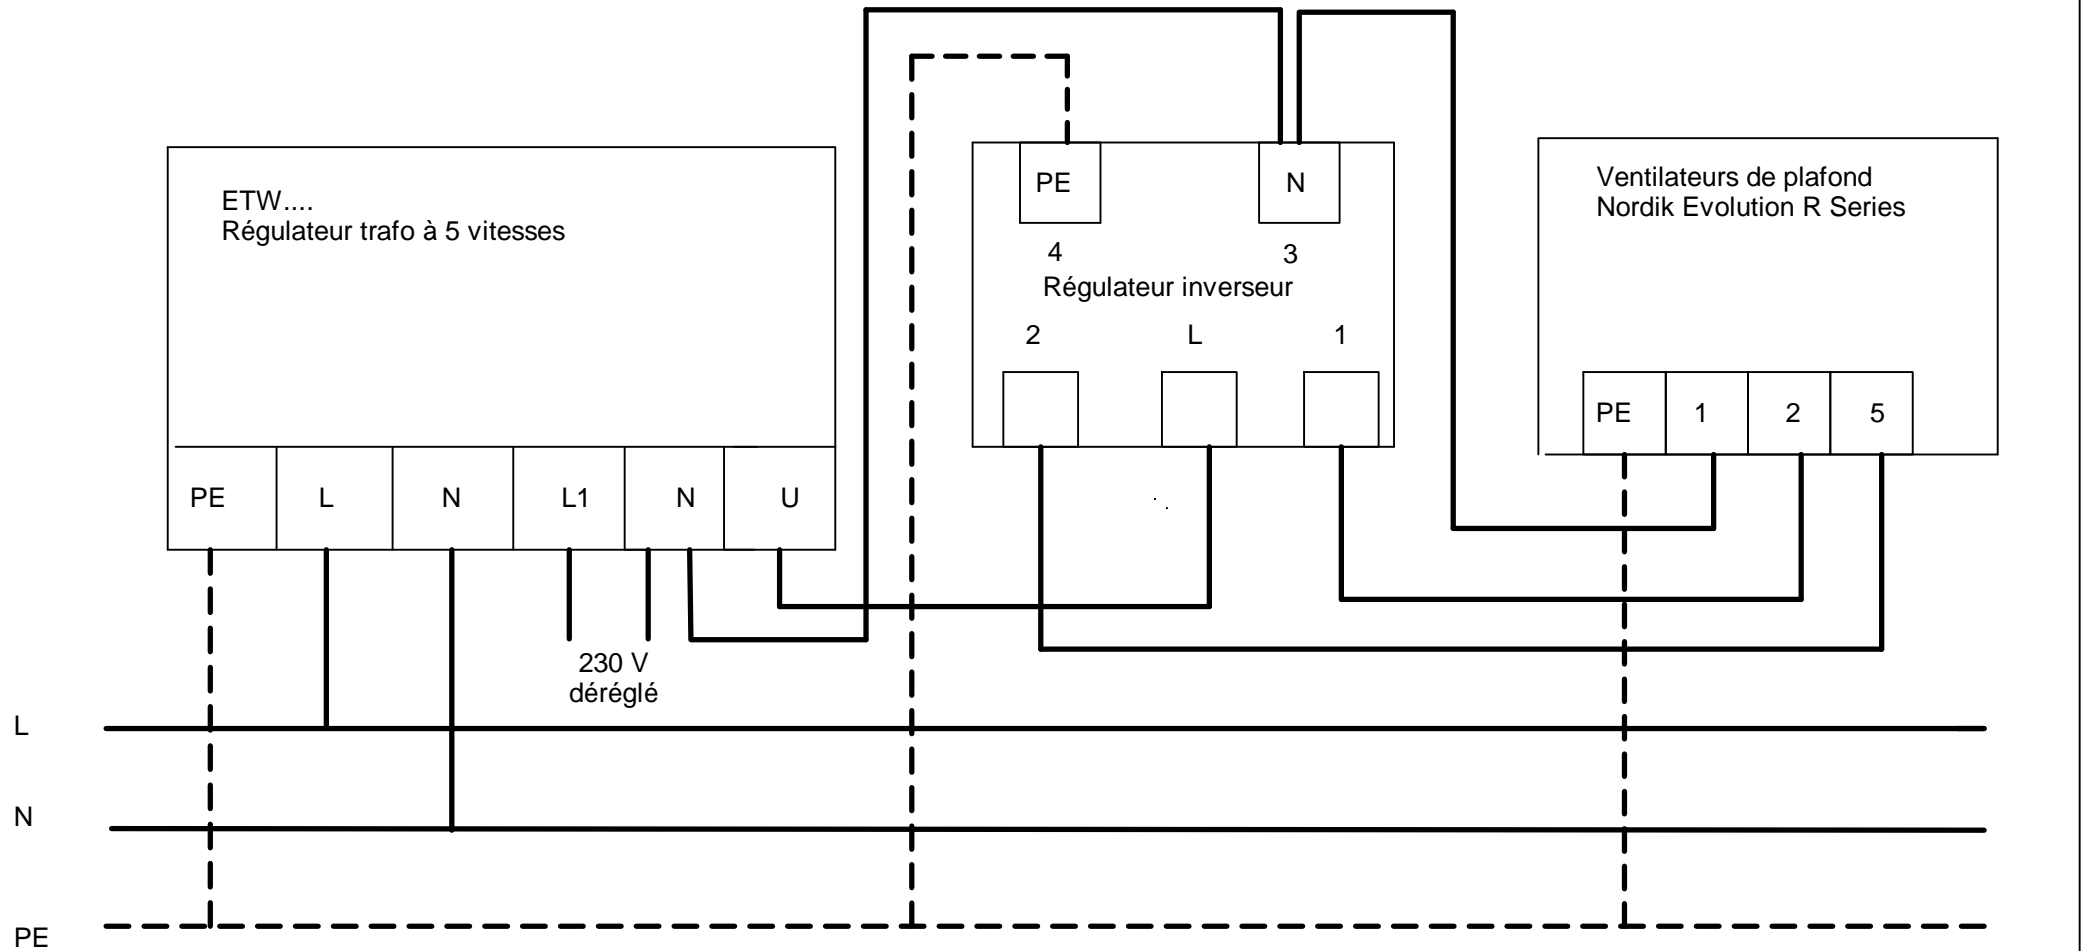 ETW....
Régulateur trafo à 5 vitesses
PE
L
N
L1
N
U
230 V
déréglé
PE
N
4
3
Régulateur inverseur
2
L
1
Ventilateurs de plafond
Nordik Evolution R Series
PE
1
2
5
L
N
PE